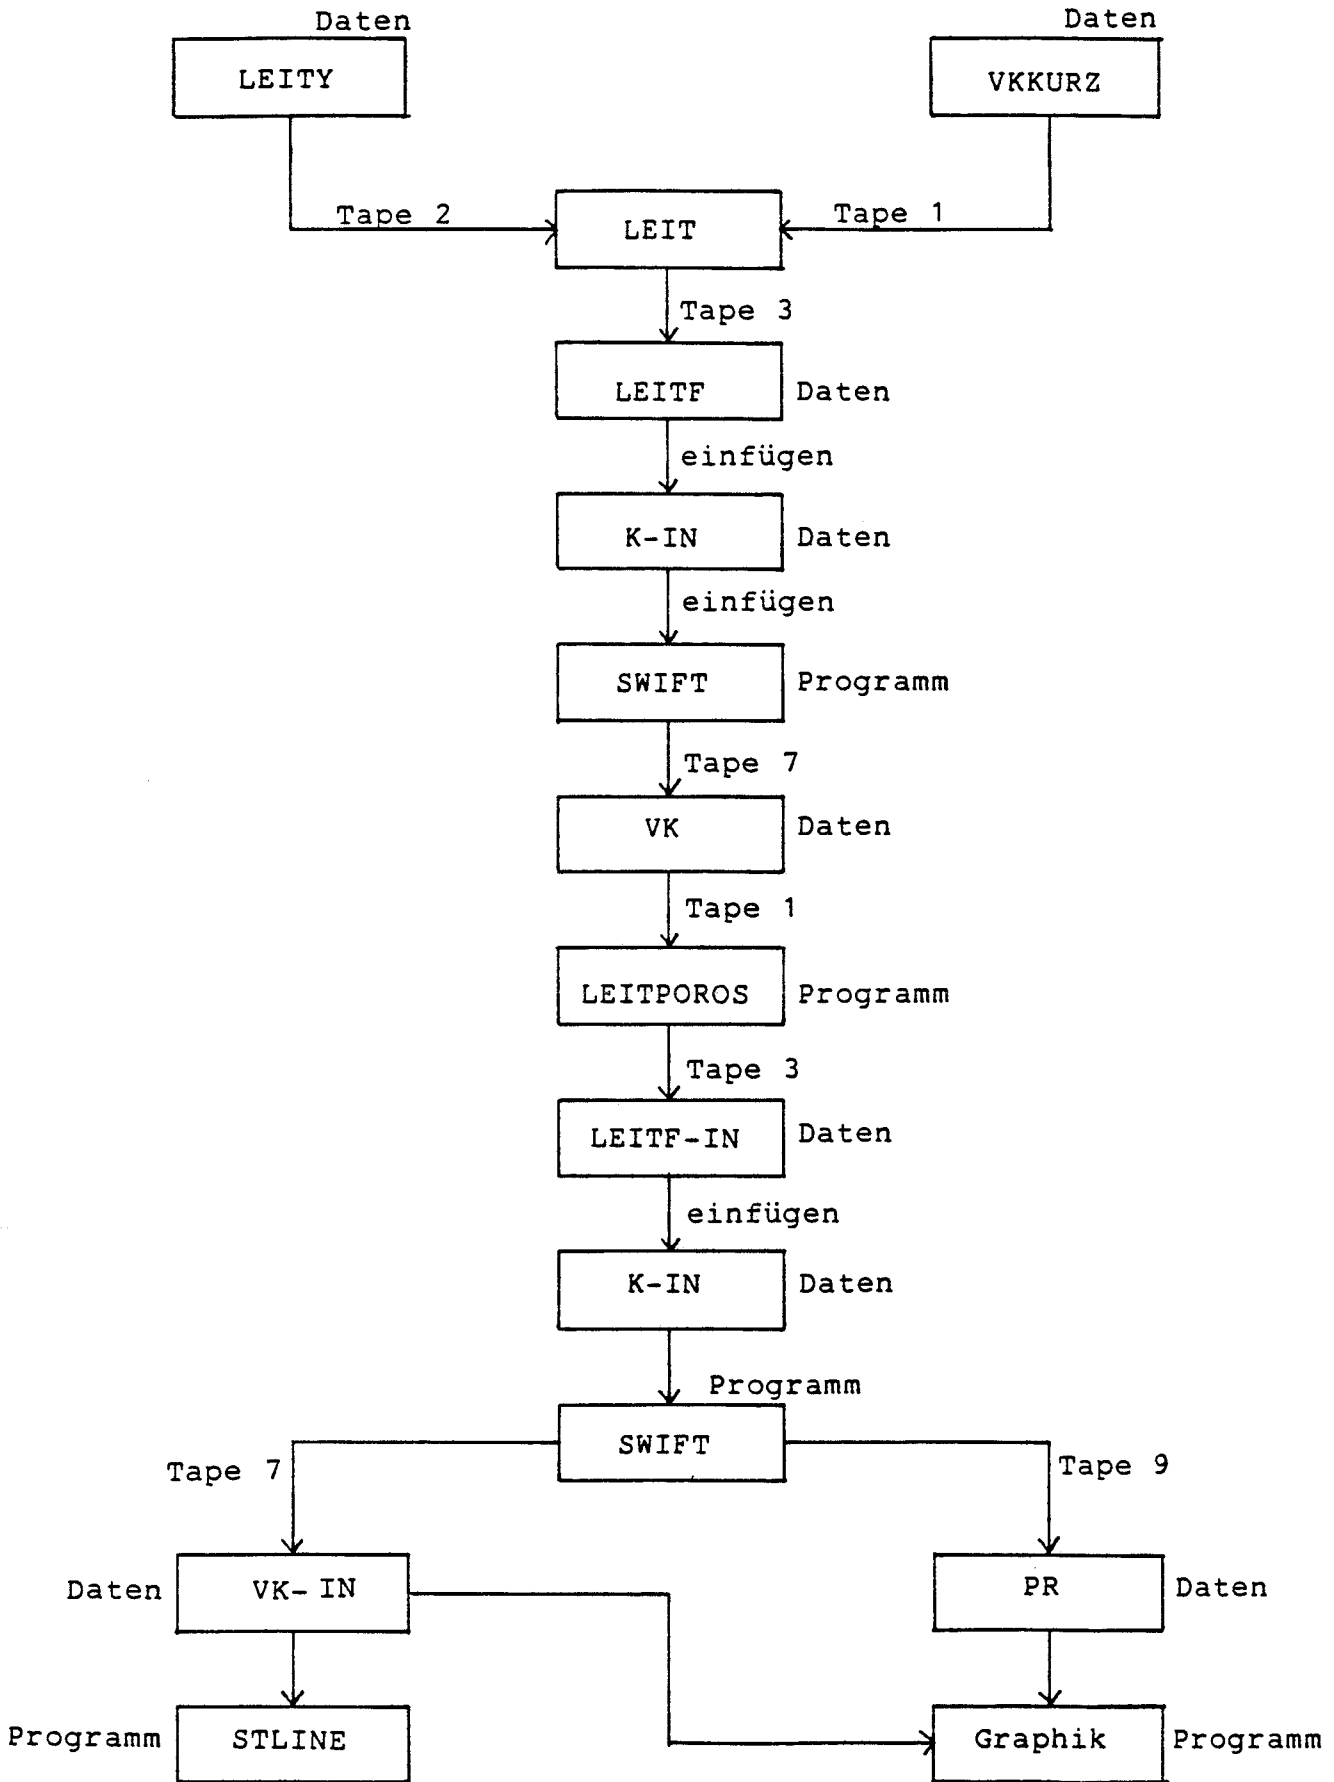 Daten
Daten
LEITY
VKKURZ
Tape 2
Tape 1
LEIT
Tape 3
LEITF
Daten
einfügen
K-IN
Daten
einfügen
SWIFT
Programm
Tape 7
VK
Daten
Tape 1
LEITPOROS
Programm
Tape 3
LEITF-IN
Daten
einfügen
K-IN
Daten
Programm
SWIFT
Tape 7
Tape 9
Daten
VK-IN
PR
Daten
Programm
STLINE
Graphik
Programm